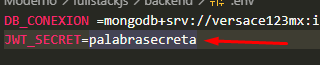 Moderno > fullstackjs > backend > .env
DB_CONEXION =mongodb+srv://versace123mx:i
JWT_SECRET=palabrasecreta